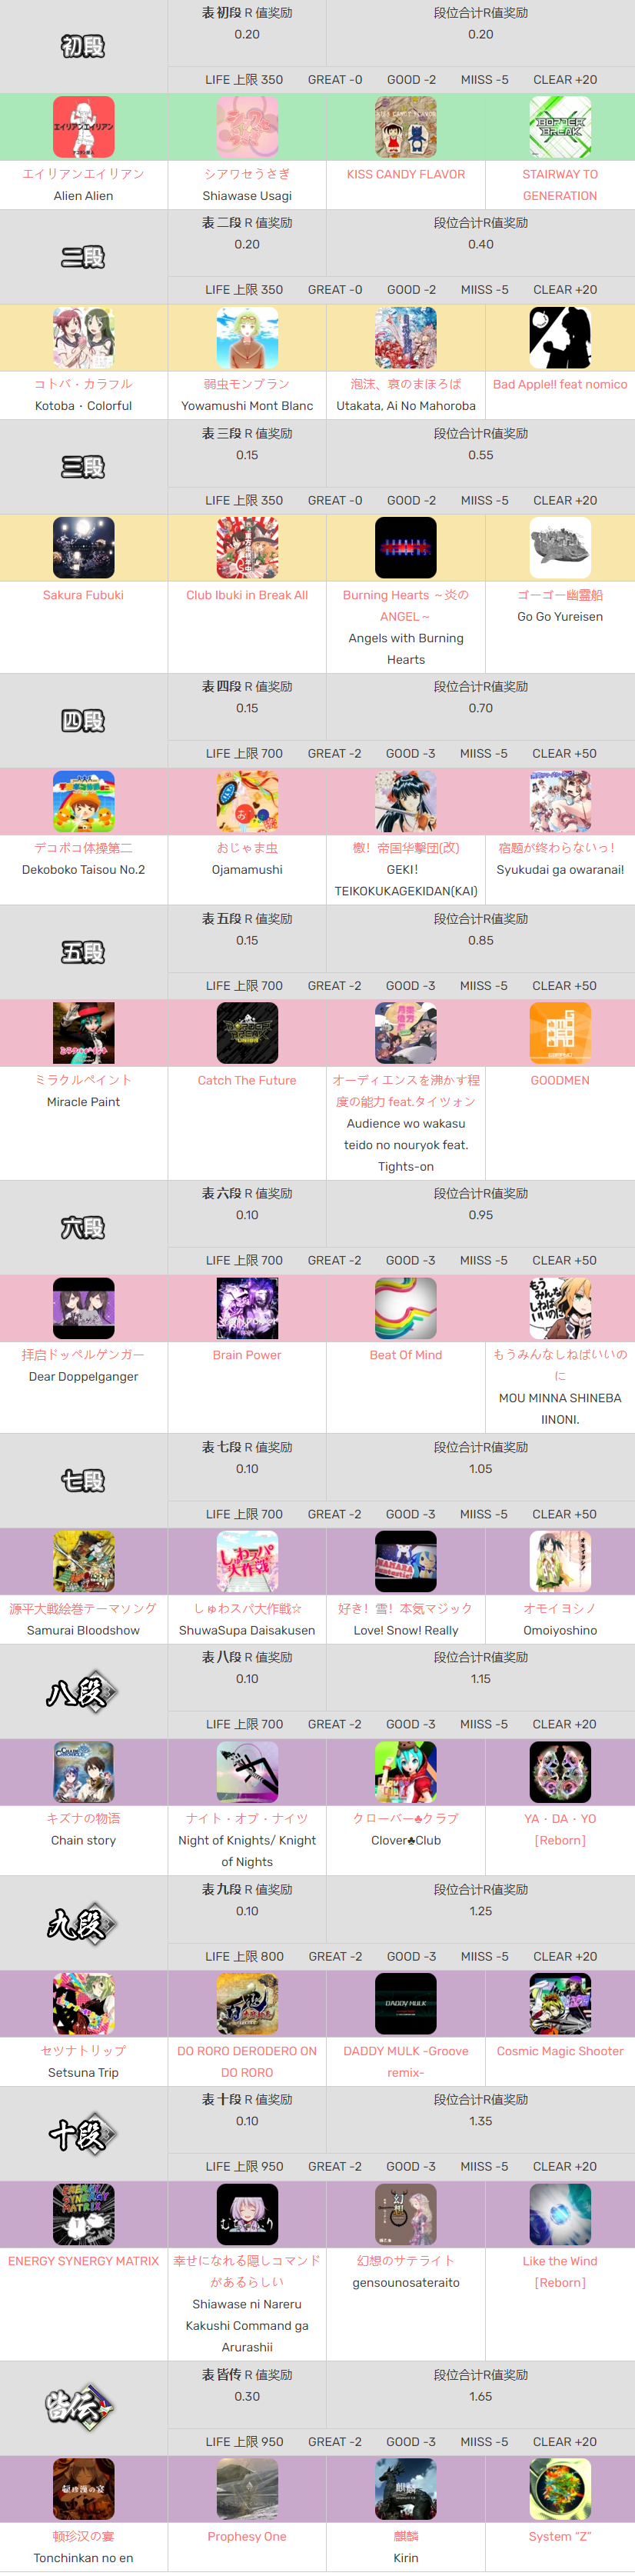 初段
表 初段 R 值奖励
0.20
段位合计R值奖励
0.20
LIFE 上限 350 GREAT -0 GOOD -2 MIISS -5 CLEAR +20
エイリアンエイリアン
Alien Alien
シアワセうさぎ
Shiawase Usagi
KISS CANDY FLAVOR
STAIRWAY TO
GENERATION
二段
表 二段 R 值奖励
0.20
段位合计R值奖励
0.40
LIFE 上限 350 GREAT -0 GOOD -2 MIISS -5 CLEAR +20
コトバ・カラフル
Kotoba・Colorful
弱虫モンブラン
Yowamushi Mont Blanc
泡沫、哀のまほろば
Utakata, Ai No Mahoroba
Bad Apple!! feat nomico
三段
表 三段 R 值奖励
0.15
段位合计R值奖励
0.55
LIFE 上限 350 GREAT -0 GOOD -2 MIISS -5 CLEAR +20
Sakura Fubuki
Club Ibuki in Break All
Burning Hearts ～炎の
ANGEL～
Angels with Burning
Hearts
ゴーゴー幽霊船
Go Go Yureisen
四段
表 四段 R 值奖励
0.15
段位合计R值奖励
0.70
LIFE 上限 700 GREAT -2 GOOD -3 MIISS -5 CLEAR +50
デコボコ体操第二
Dekoboko Taisou No.2
おじゃま虫
Ojamamushi
檄！帝国华撃団(改)
GEKI！
TEIKOKUKAGEKIDAN(KAI)
宿题が终わらないっ！
Syukudai ga owaranai!
五段
表 五段 R 值奖励
0.15
段位合计R值奖励
0.85
LIFE 上限 700 GREAT -2 GOOD -3 MIISS -5 CLEAR +50
ミラクルペイント
Miracle Paint
Catch The Future
オーディエンスを沸かす程
度の能力 feat.タイツォン
Audience wo wakasu
teido no nouryok feat.
Tights-on
GOODMEN
六段
表 六段 R 值奖励
0.10
段位合计R值奖励
0.95
LIFE 上限 700 GREAT -2 GOOD -3 MIISS -5 CLEAR +50
拝启ドッペルゲンガー
Dear Doppelganger
Brain Power
Beat Of Mind
もうみんなしねばいいの
に
MOU MINNA SHINEBA
IINONI.
七段
表 七段 R 值奖励
0.10
段位合计R值奖励
1.05
LIFE 上限 700 GREAT -2 GOOD -3 MIISS -5 CLEAR +50
源平大戦絵巻テーマソング
Samurai Bloodshow
しゅわスパ大作戦☆
ShuwaSupa Daisakusen
好き！雪！本気マジック
Love! Snow! Really
オモイヨシノ
Omoiyoshino
八段
表 八段 R 值奖励
0.10
段位合计R值奖励
1.15
LIFE 上限 700 GREAT -2 GOOD -3 MIISS -5 CLEAR +20
キズナの物语
Chain story
ナイト・オブ・ナイツ
Night of Knights/ Knight
of Nights
クローバー♣クラブ
Clover♣Club
YA・DA・YO
[Reborn]
九段
表 九段 R 值奖励
0.10
段位合计R值奖励
1.25
LIFE 上限 800 GREAT -2 GOOD -3 MIISS -5 CLEAR +20
セツナトリップ
Setsuna Trip
DO RORO DERODERO ON
DO RORO
DADDY MULK -Groove
remix-
Cosmic Magic Shooter
十段
表 十段 R 值奖励
0.10
段位合计R值奖励
1.35
LIFE 上限 950 GREAT -2 GOOD -3 MIISS -5 CLEAR +20
ENERGY SYNERGY MATRIX
幸せになれる隠しコマンド
があるらしい
Shiawase ni Nareru
Kakushi Command ga
Arurashii
幻想のサテライト
gensounosateraito
Like the Wind
[Reborn]
皆伝
表 皆传 R 值奖励
0.30
段位合计R值奖励
1.65
LIFE 上限 950 GREAT -2 GOOD -3 MIISS -5 CLEAR +20
顿珍汉の宴
Tonchinkan no en
Prophesy One
麒麟
Kirin
System “Z”